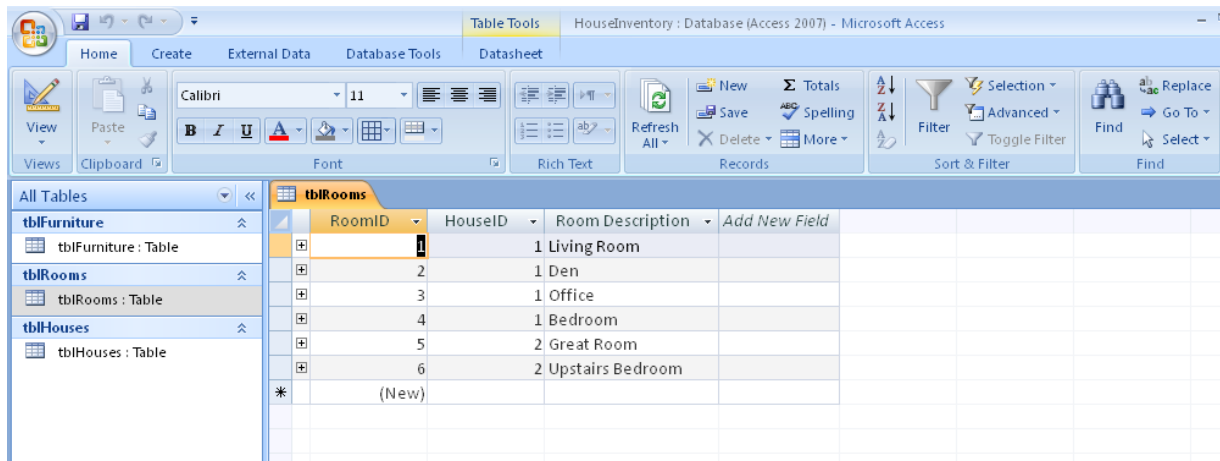 Table Tools HouseInventory : Database (Access 2007) - Microsoft Access
Home Create External Data Database Tools Datasheet
View
Views
Paste
Clipboard
Calibri 11
B I U A
Font
ab
Rich Text
Refresh
All
New Σ Totals
Save ABC Spelling
Delete More
Records
A
Z
Z
A
A
Z
Filter
Selection
Advanced
Toggle Filter
Sort & Filter
Find
ab ac Replace
Go To
Select
Find
All Tables «
tblFurniture
tblFurniture : Table
tblRooms
tblRooms : Table
tblHouses
tblHouses : Table
tblRooms
RoomID HouseID Room Description Add New Field
1 1 Living Room
2 1 Den
3 1 Office
4 1 Bedroom
5 2 Great Room
6 2 Upstairs Bedroom
* (New)